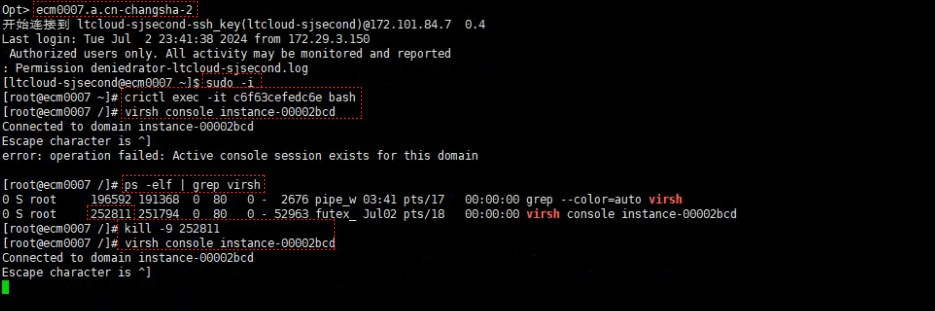 Opt> ecm0007.a.cn-changsha-2
开始连接到 ltcloud-sjsecond-ssh_key(ltcloud-sjsecond)@172.101.84.7  0.4
Last login: Tue Jul  2 23:41:38 2024 from 172.29.3.150
 Authorized users only. All activity may be monitored and reported
: Permission deniedrator-ltcloud-sjsecond.log
[ltcloud-sjsecond@ecm0007 ~]$ sudo -i
[root@ecm0007 ~]# crictl exec -it c6f63cefedc6e bash
[root@ecm0007 /]# virsh console instance-00002bcd
Connected to domain instance-00002bcd
Escape character is ^]
error: operation failed: Active console session exists for this domain
[root@ecm0007 /]# ps -elf | grep virsh
0 S root     196592 191368  0  80   0 -  2676 pipe_w 03:41 pts/17   00:00:00 grep --color=auto virsh
0 S root     252811 251794  0  80   0 - 52963 futex_ Jul02 pts/18   00:00:00 virsh console instance-00002bcd
[root@ecm0007 /]# kill -9 252811
[root@ecm0007 /]# virsh console instance-00002bcd
Connected to domain instance-00002bcd
Escape character is ^]